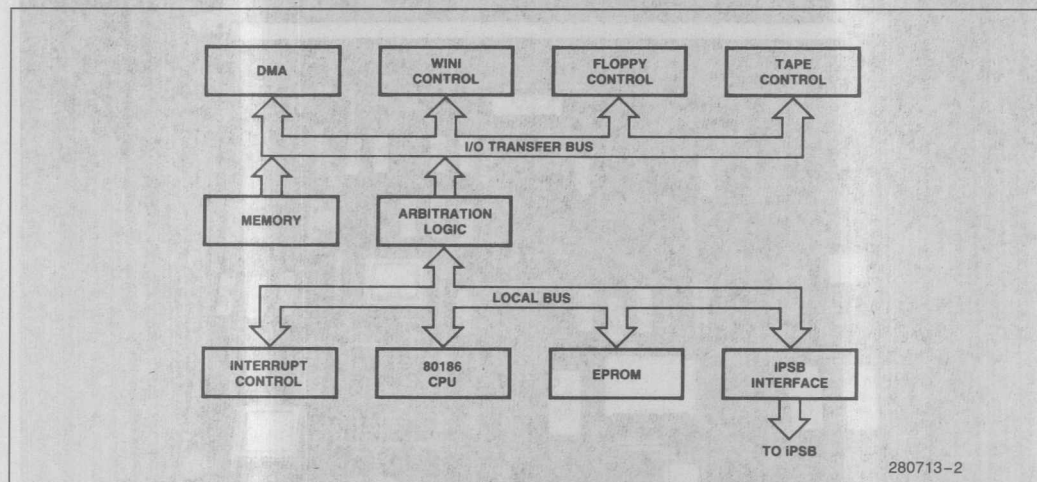 DMA
WINI
CONTROL
FLOPPY
CONTROL
TAPE
CONTROL
I/O TRANSFER BUS
MEMORY
ARBITRATION
LOGIC
LOCAL BUS
INTERRUPT
CONTROL
80186
CPU
EPROM
iPSB
INTERFACE
TO iPSB
280713-2